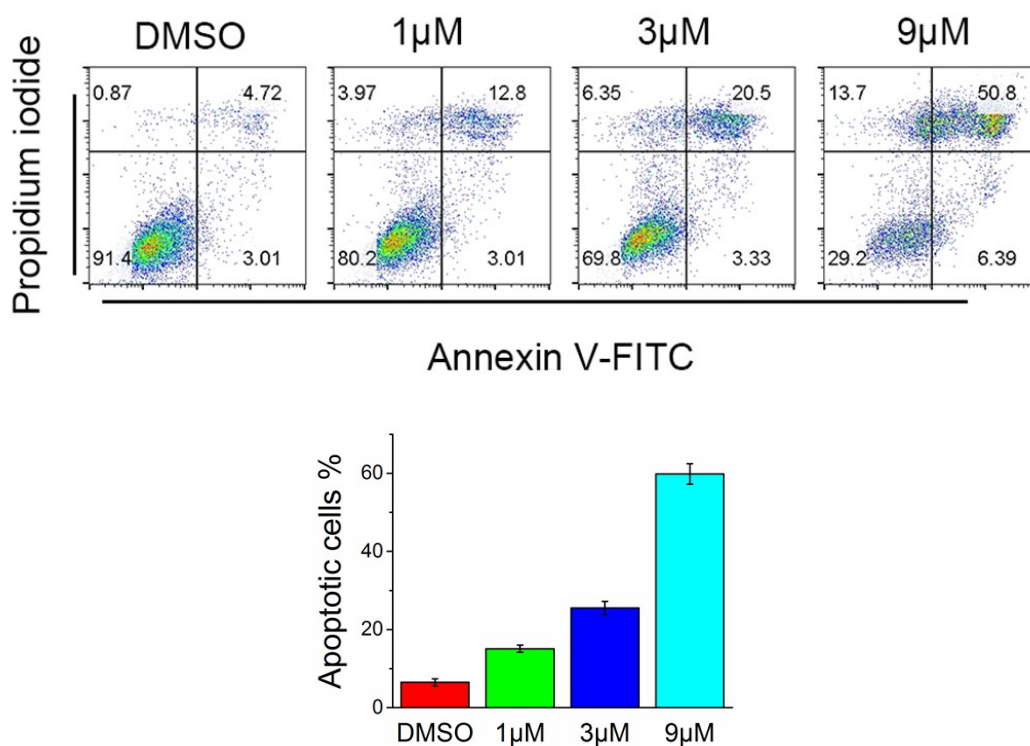 DMSO 1μM 3μM 9μM
Propidium iodide
0.87 4.72 3.97 12.8 6.35 20.5 13.7 50.8
91.4 3.01 80.2 3.01 69.8 3.33 29.2 6.39
Annexin V-FITC
Apoptotic cells %
60
40
20
0
DMSO 1μM 3μM 9μM